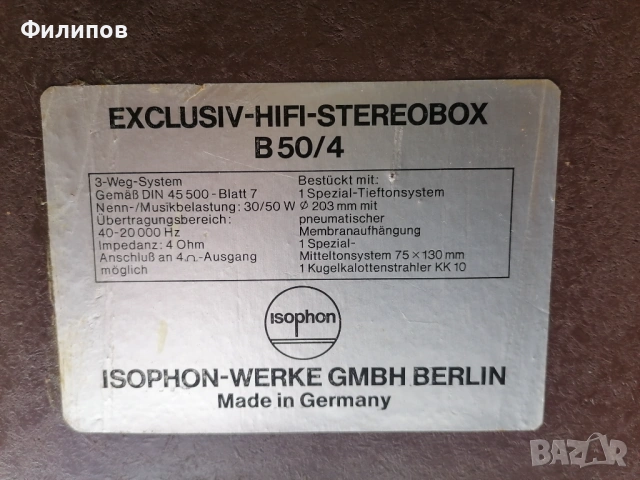 Филипов
EXCLUSIV-HIFI-STEREOBOX
B50/4
3-Weg-System
Gemäß DIN 45 500 - Blatt 7
Nenn-/Musikbelastung: 30/50 W
Übertragungsbereich:
40-20 000 Hz
Impedanz: 4 Ohm
Anschluß an 4 Ω - Ausgang
möglich
Bestückt mit:
1 Spezial-Tieftonsystem
Ø 203 mm mit
pneumatischer
Membranaufhängung
1 Spezial-
Mitteltonsystem 75 × 130 mm
1 Kugelkalottenstrahler KK 10
isophon
ISOPHON-WERKE GMBH BERLIN
Made in Germany
BAZAR